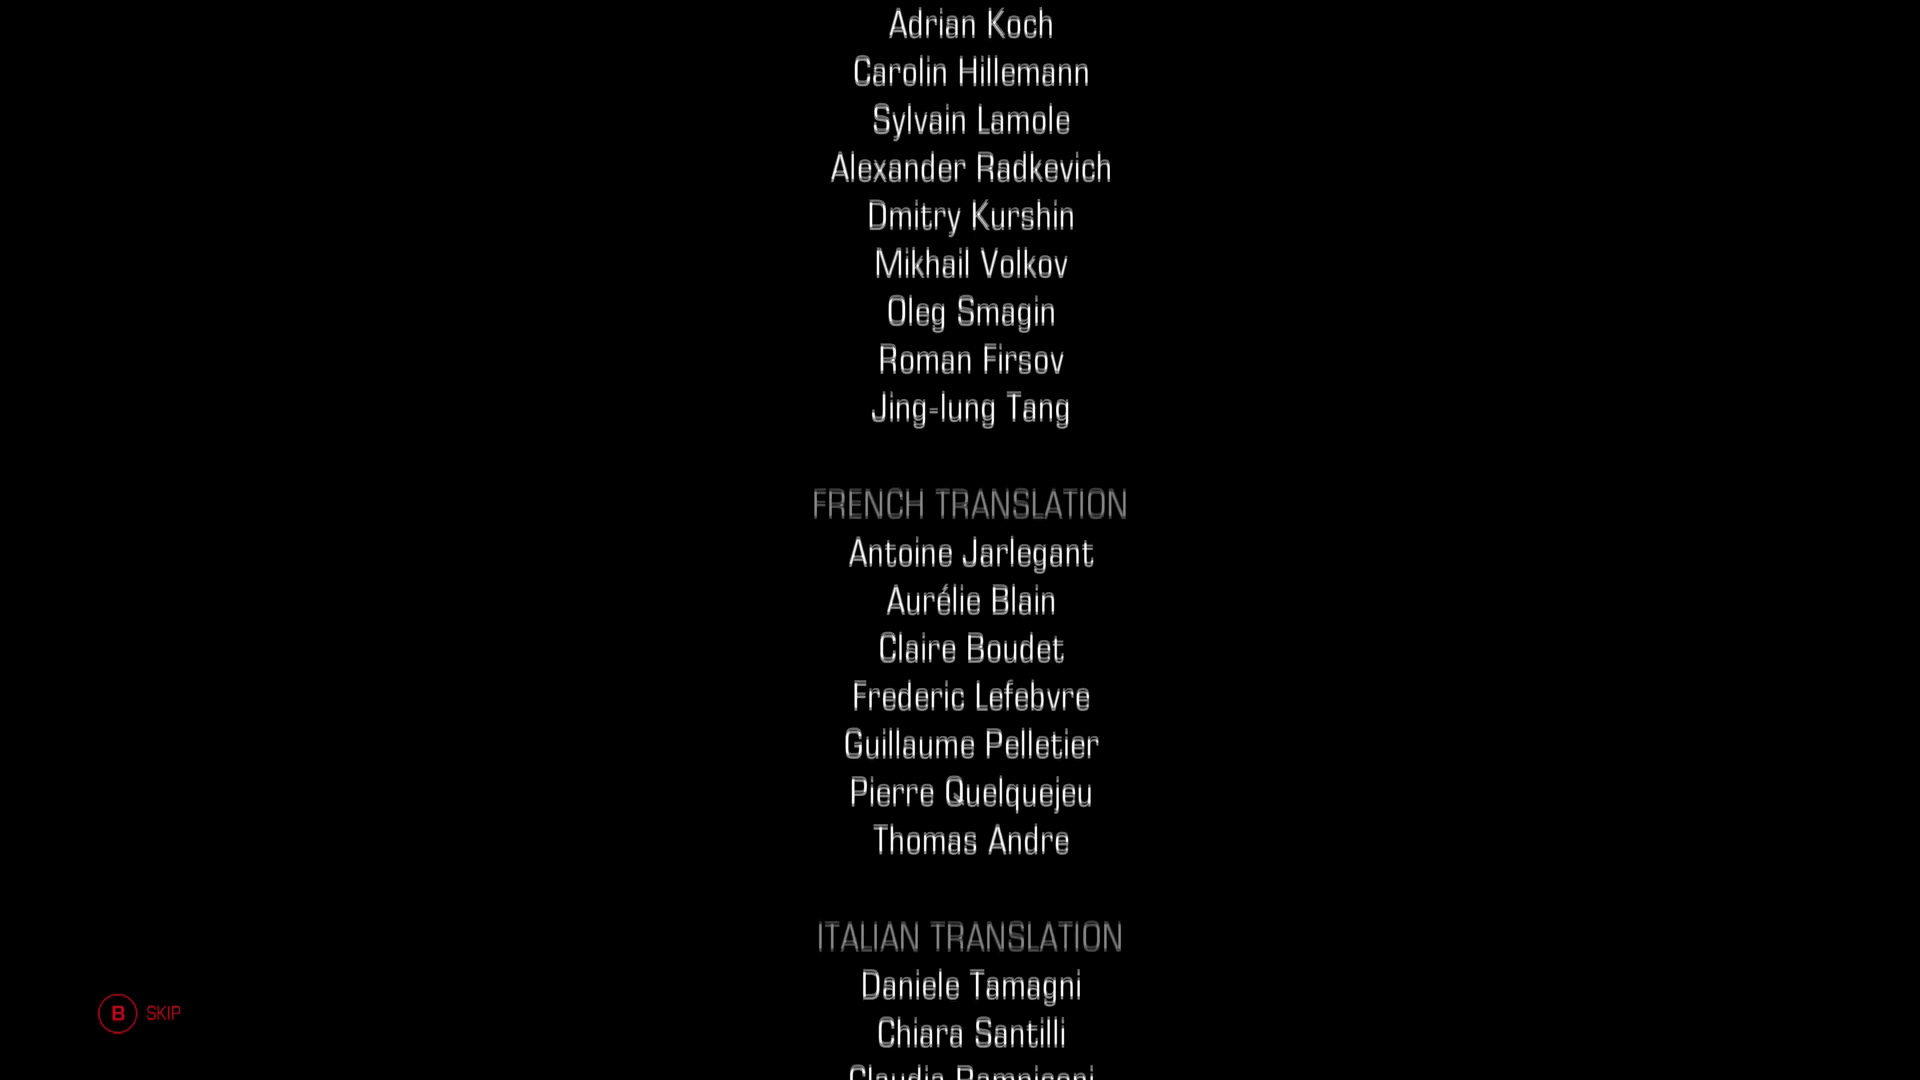 Adrian Koch
Carolin Hillemann
Sylvain Lamole
Alexander Radkevich
Dmitry Kurshin
Mikhail Volkov
Oleg Smagin
Roman Firsov
Jing-lung Tang
FRENCH TRANSLATION
Antoine Jarlegant
Aurélie Blain
Claire Boudet
Frederic Lefebvre
Guillaume Pelletier
Pierre Quelquejeu
Thomas Andre
ITALIAN TRANSLATION
Daniele Tamagni
Chiara Santilli
B SKIP